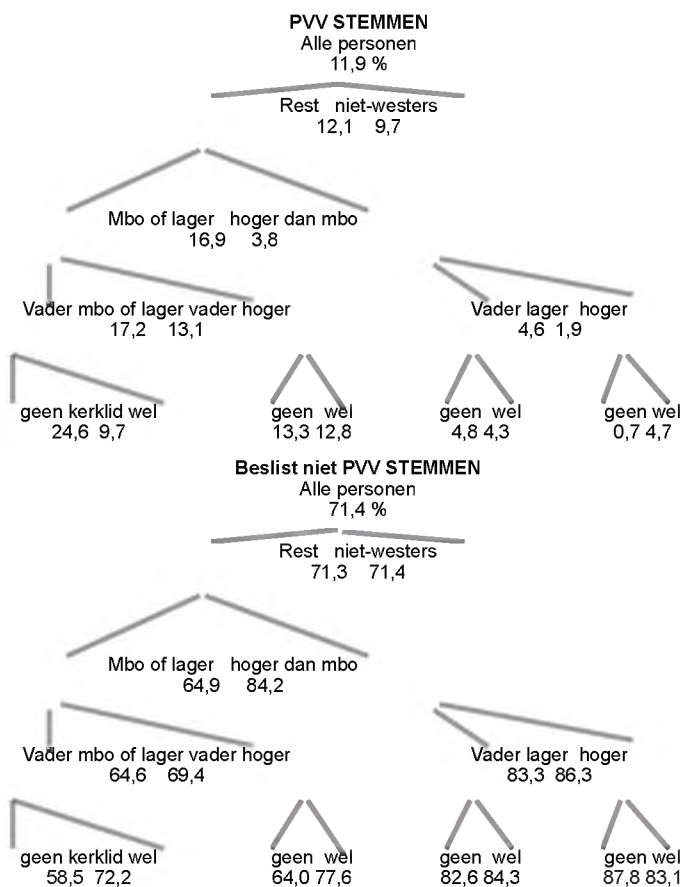 PVV STEMMEN
Alle personen
11,9 %
Rest niet-westers
12,1 9,7
Mbo of lager hoger dan mbo
16,9 3,8
Vader mbo of lager vader hoger Vader lager hoger
17,2 13,1 4,6 1,9
geen kerklid wel geen wel geen wel geen wel
24,6 9,7 13,3 12,8 4,8 4,3 0,7 4,7
Beslist niet PVV STEMMEN
Alle personen
71,4 %
Rest niet-westers
71,3 71,4
Mbo of lager hoger dan mbo
64,9 84,2
Vader mbo of lager vader hoger Vader lager hoger
64,6 69,4 83,3 86,3
geen kerklid wel geen wel geen wel geen wel
58,5 72,2 64,0 77,6 82,6 84,3 87,8 83,1